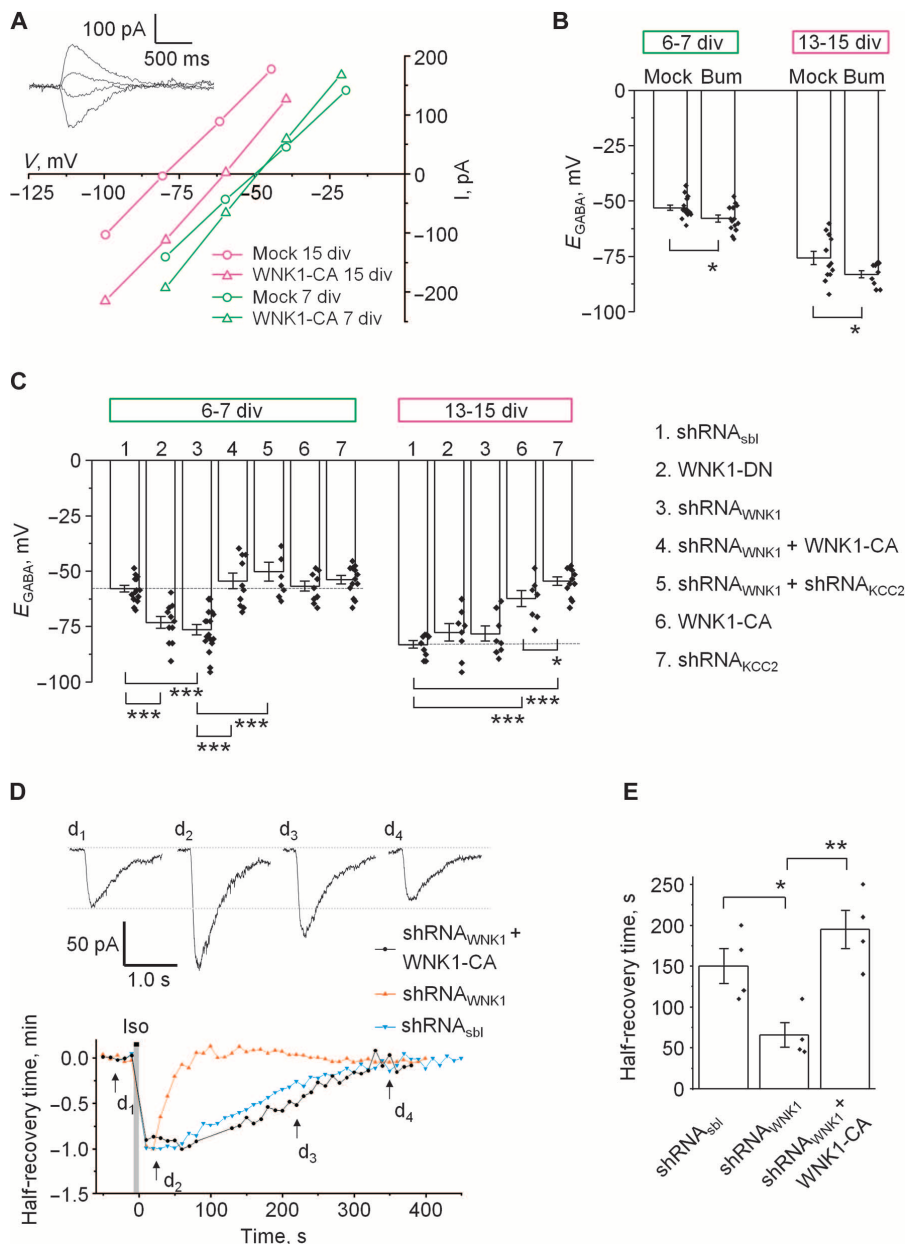 A
100 pA
500 ms
200
100
0
−100
−200
I, pA
V, mV
−125 −100 −75 −50 −25 0
Mock 15 div
WNK1-CA 15 div
Mock 7 div
WNK1-CA 7 div
B
6-7 div
13-15 div
Mock Bum
Mock Bum
0
−25
−50
−75
−100
EGABA, mV
*
*
C
6-7 div
13-15 div
1 2 3 4 5 6 7
1 2 3 6 7
0
−25
−50
−75
−100
EGABA, mV
***
***
***
***
*
***
***
1. shRNAsbl
2. WNK1-DN
3. shRNAWNK1
4. shRNAWNK1 + WNK1-CA
5. shRNAWNK1 + shRNAKCC2
6. WNK1-CA
7. shRNAKCC2
D
d1 d2 d3 d4
50 pA
1.0 s
shRNAWNK1 +
WNK1-CA
shRNAWNK1
shRNAsbl
Iso
Half-recovery time, min
0.0
−0.5
−1.0
−1.5
d1
d2
d3
d4
0 100 200 300 400
Time, s
E
**
*
250
200
150
100
50
0
Half-recovery time, s
shRNAsbl
shRNAWNK1
shRNAWNK1 +
WNK1-CA